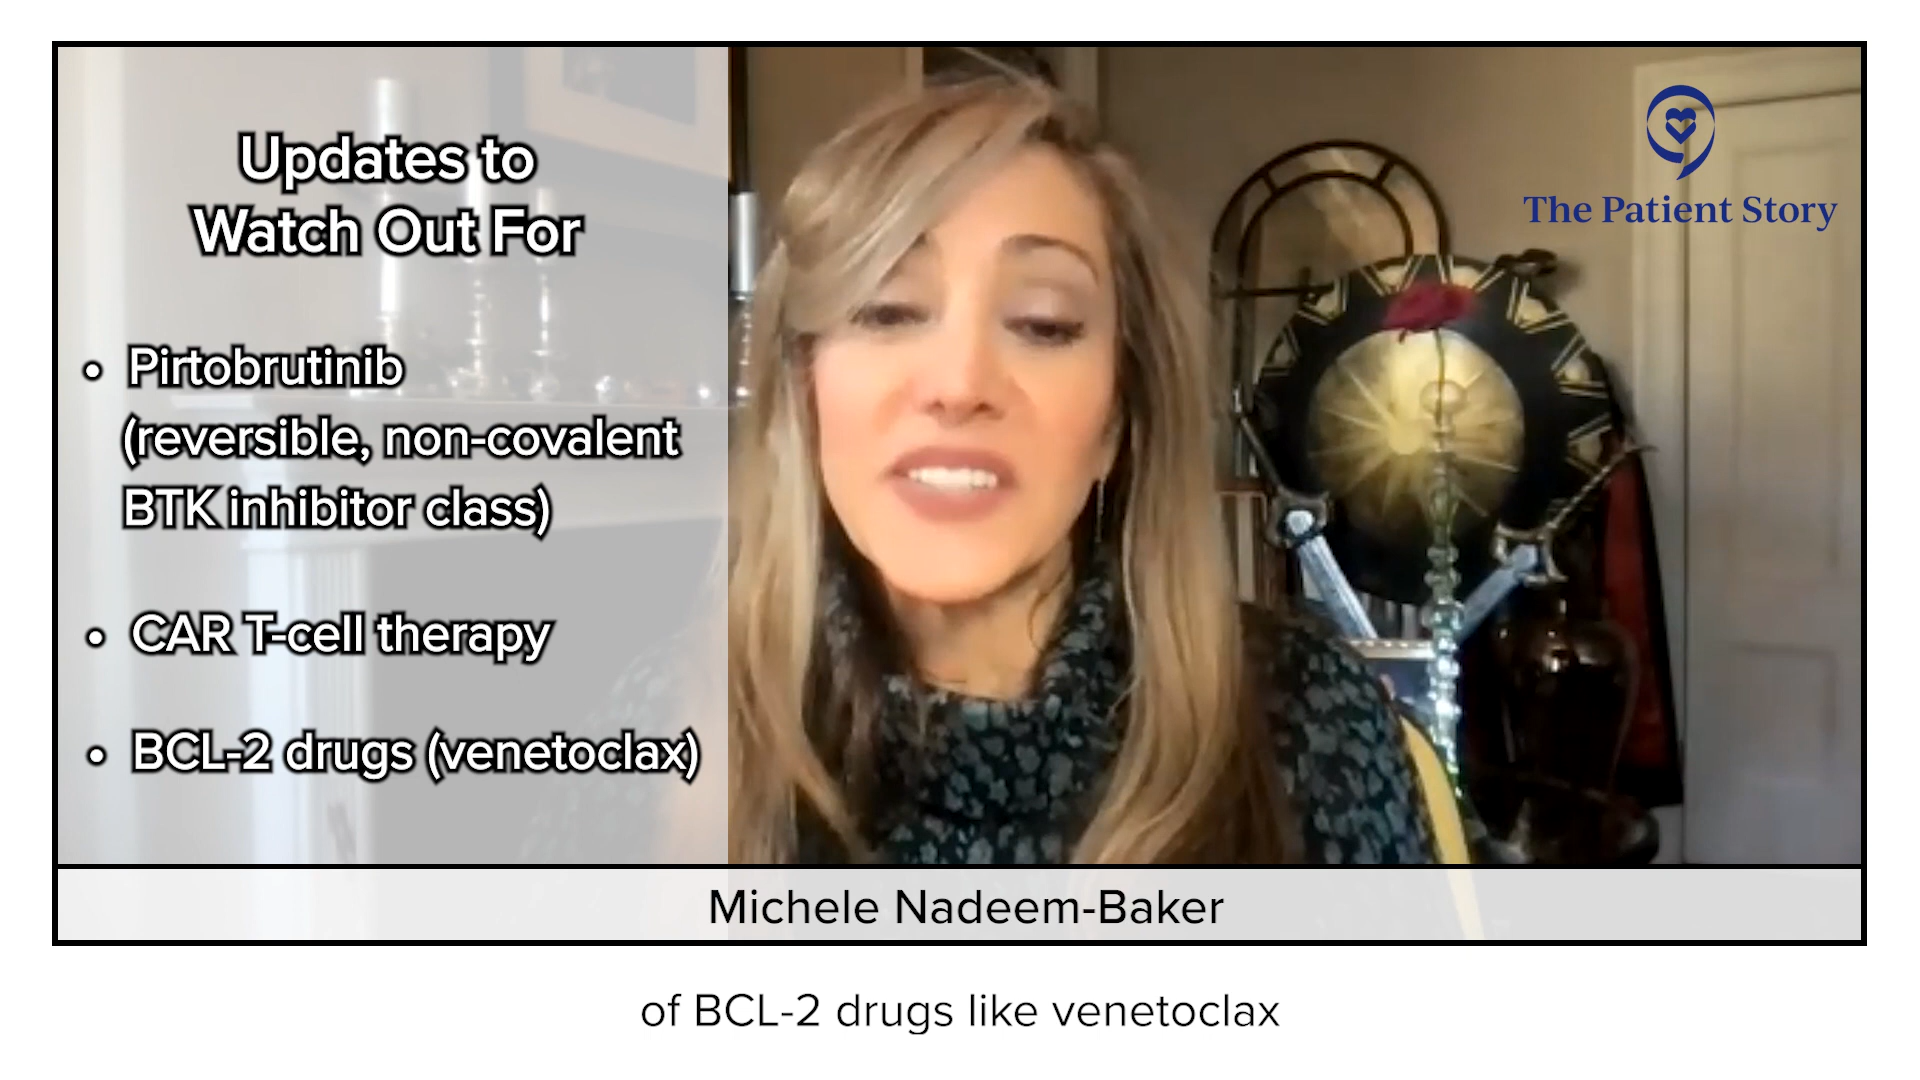 Updates to
Watch Out For
• Pirtobrutinib
(reversible, non-covalent
BTK inhibitor class)
• CAR T-cell therapy
• BCL-2 drugs (venetoclax)
The Patient Story
Michele Nadeem-Baker
of BCL-2 drugs like venetoclax